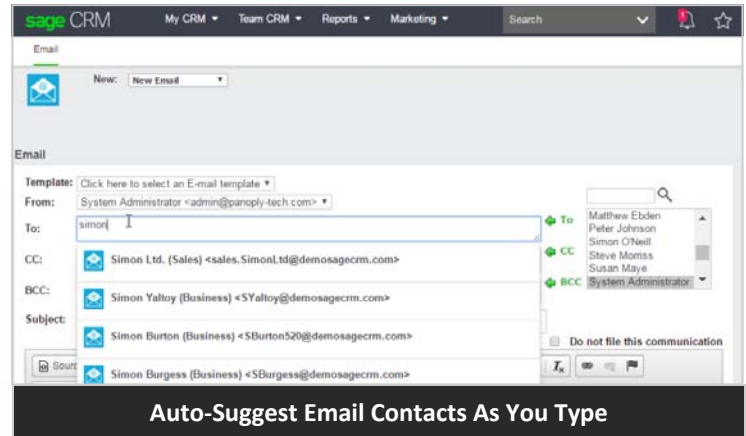 sage CRM My CRM Team CRM Reports Marketing Search 1
Email
New: New Email
Email
Template: Click here to select an E-mail template
From: System Administrator <admin@panoply-tech.com>
To: simon
To
CC:
CC
BCC:
BCC
Subject:
Matthew Ebden
Peter Johnson
Simon O'Neill
Steve Morriss
Susan Maye
System Administrator
Simon Ltd. (Sales) <sales.SimonLtd@demosagecrm.com>
Simon Yaltoy (Business) <SYaltoy@demosagecrm.com>
Simon Burton (Business) <SBurton520@demosagecrm.com>
Simon Burgess (Business) <SBurgess@demosagecrm.com>
Do not file this communication
Sourc
Auto-Suggest Email Contacts As You Type